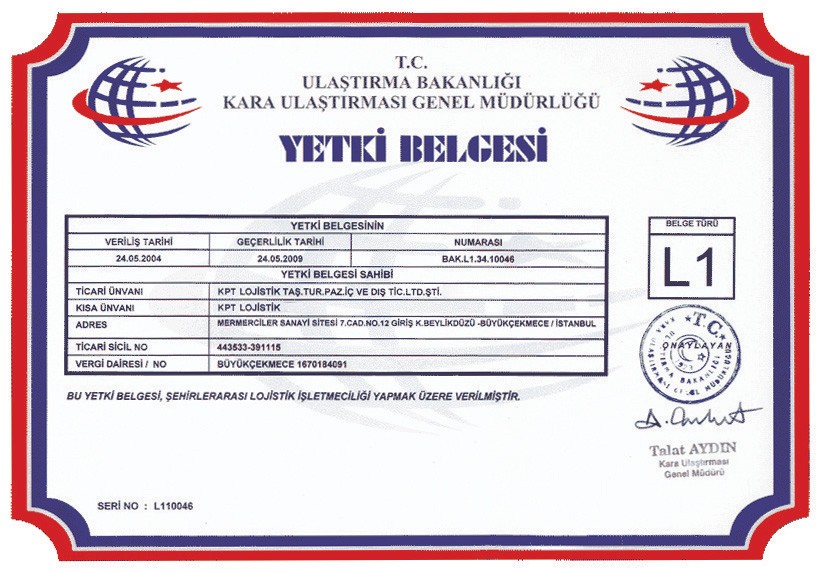 T.C.
ULAŞTIRMA BAKANLIĞI
KARA ULAŞTIRMASI GENEL MÜDÜRLÜĞÜ
YETKİ BELGESİ
YETKİ BELGESİNİN
VERİLİŞ TARİHİ GEÇERLİLİK TARİHİ NUMARASI
24.05.2004 24.05.2009 BAK.L1.34.10046
YETKİ BELGESİ SAHİBİ
TİCARİ ÜNVANI KPT LOJİSTİK TAŞ.TUR.PAZ.İÇ VE DIŞ TİC.LTD.ŞTİ.
KISA ÜNVANI KPT LOJİSTİK
ADRES MERMERCİLER SANAYİ SİTESİ 7.CAD.NO.12 GİRİŞ K.BEYLİKDÜZÜ -BÜYÜKÇEKMECE / İSTANBUL
TİCARİ SİCİL NO 443533-391115
VERGİ DAİRESİ / NO BÜYÜKÇEKMECE 1670184091
BELGE TÜRÜ
L1
BU YETKİ BELGESİ, ŞEHİRLERARASI LOJİSTİK İŞLETMECİLİĞİ YAPMAK ÜZERE VERİLMİŞTİR.
T.C.
ONAYLAYAN
Talat AYDIN
Kara Ulaştırması
Genel Müdürü
SERİ NO : L110046